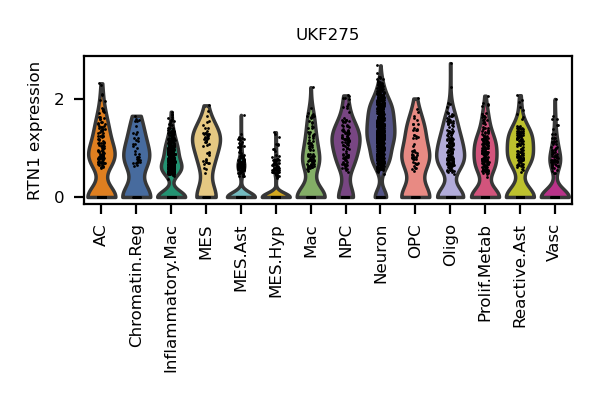 UKF275
RTN1 expression
2
0
AC
Chromatin.Reg
Inflammatory.Mac
MES
MES.Ast
MES.Hyp
Mac
NPC
Neuron
OPC
Oligo
Prolif.Metab
Reactive.Ast
Vasc